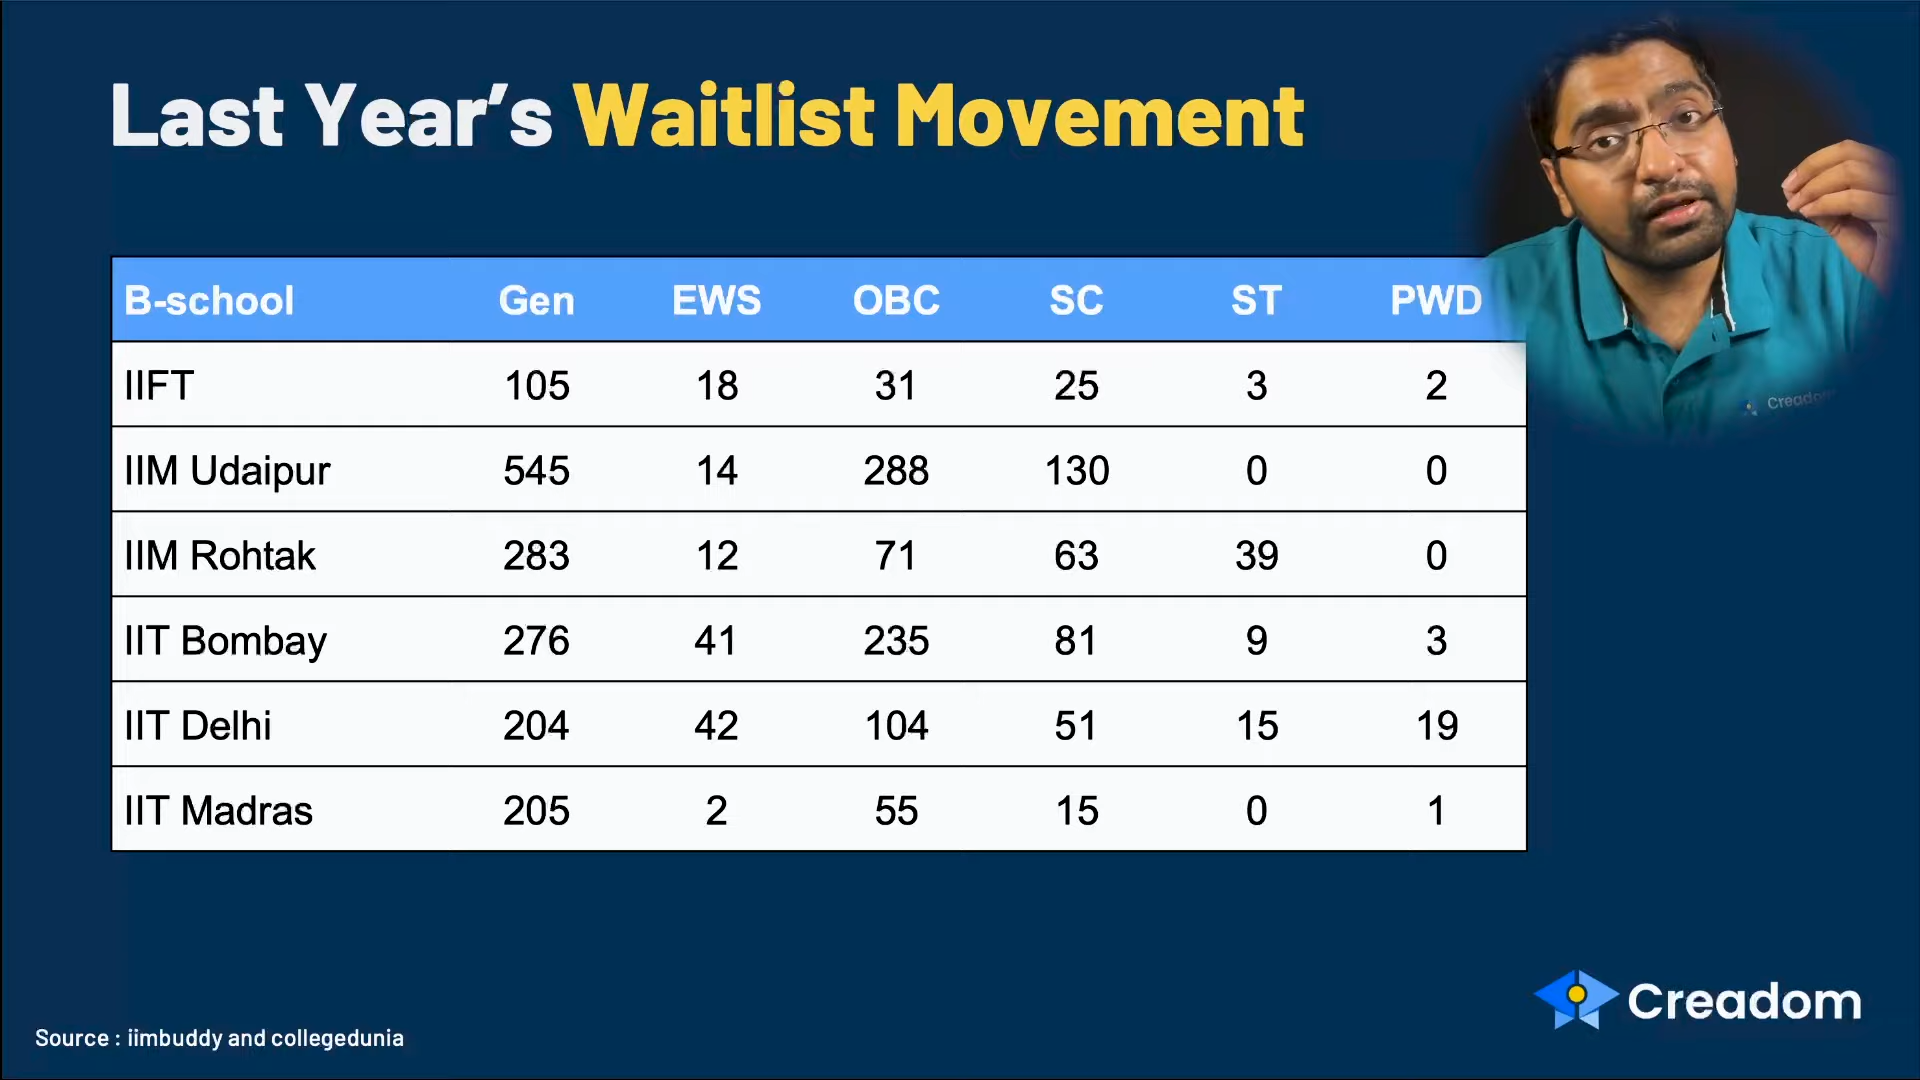 Last Year’s Waitlist Movement
B-school Gen EWS OBC SC ST PWD
IIFT 105 18 31 25 3 2
IIM Udaipur 545 14 288 130 0 0
IIM Rohtak 283 12 71 63 39 0
IIT Bombay 276 41 235 81 9 3
IIT Delhi 204 42 104 51 15 19
IIT Madras 205 2 55 15 0 1
Creadom
Creadom
Source : iimbuddy and collegedunia